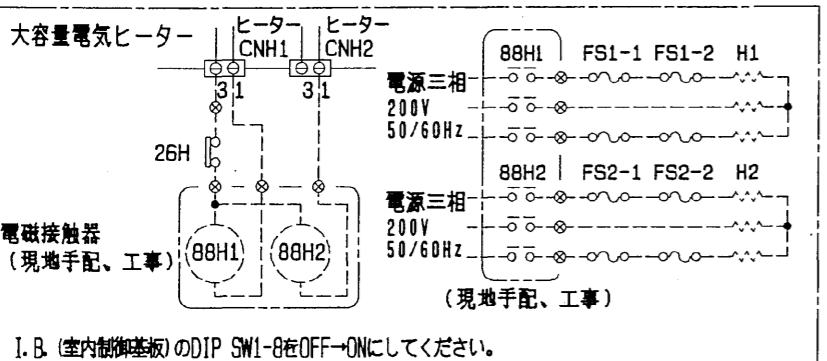 大容量電気ヒーター
ヒーター CNH1
ヒーター CNH2
31
31
26H
88H1
88H2
電磁接触器
(現地手配、工事)
88H1 FS1-1 FS1-2 H1
電源三相
200V
50/60Hz
88H2 FS2-1 FS2-2 H2
電源三相
200V
50/60Hz
(現地手配、工事)
I.B.(室内制御基板)のDIP SW1-8をOFF→ONにしてください。